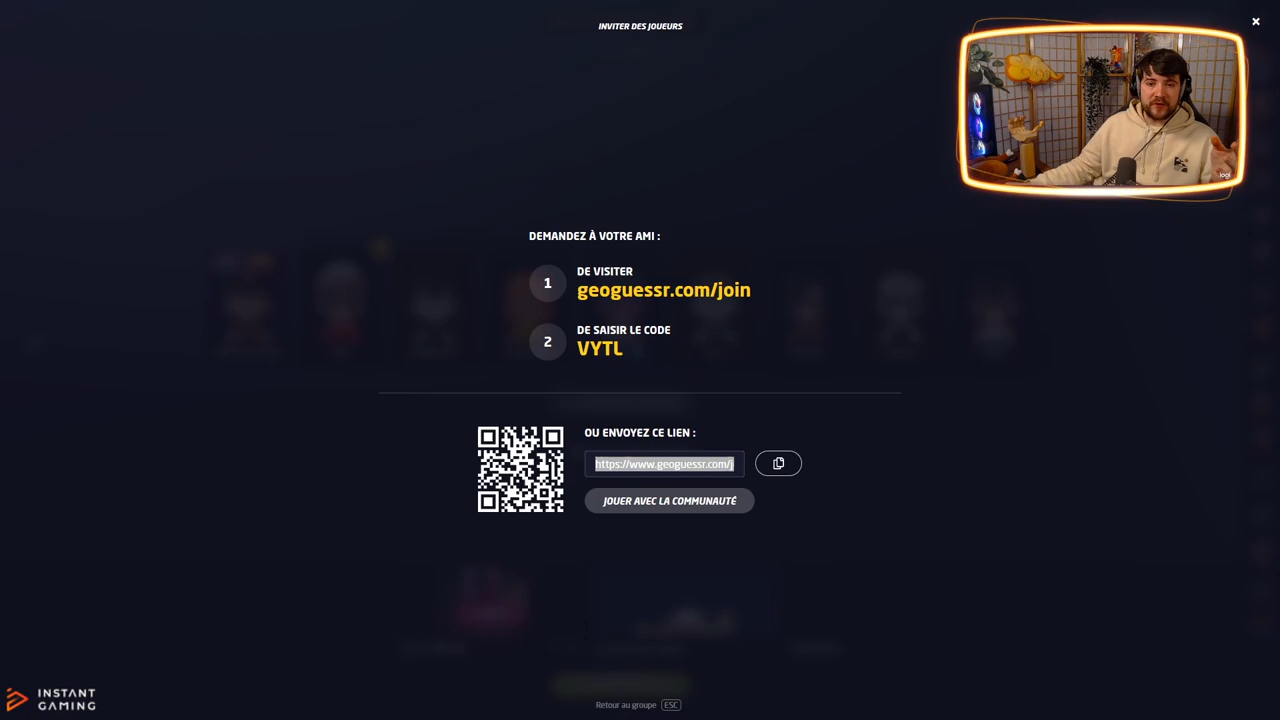 INVITER DES JOUEURS
logi
DEMANDEZ À VOTRE AMI :
1
DE VISITER
geoguessr.com/join
2
DE SAISIR LE CODE
VYTL
OU ENVOYEZ CE LIEN :
https://www.geoguessr.com/j
JOUER AVEC LA COMMUNAUTÉ
INSTANT
GAMING
Retour au groupe ESC